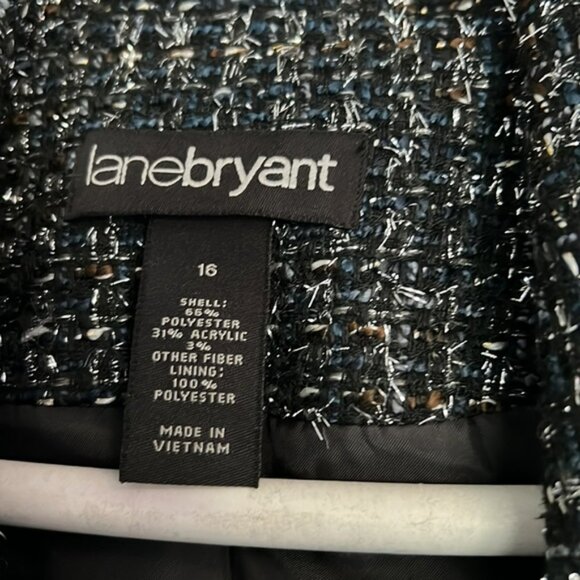 lanebryant
16
SHELL:
66%
POLYESTER
31% ACRYLIC
3%
OTHER FIBER
LINING:
100%
POLYESTER
MADE IN
VIETNAM